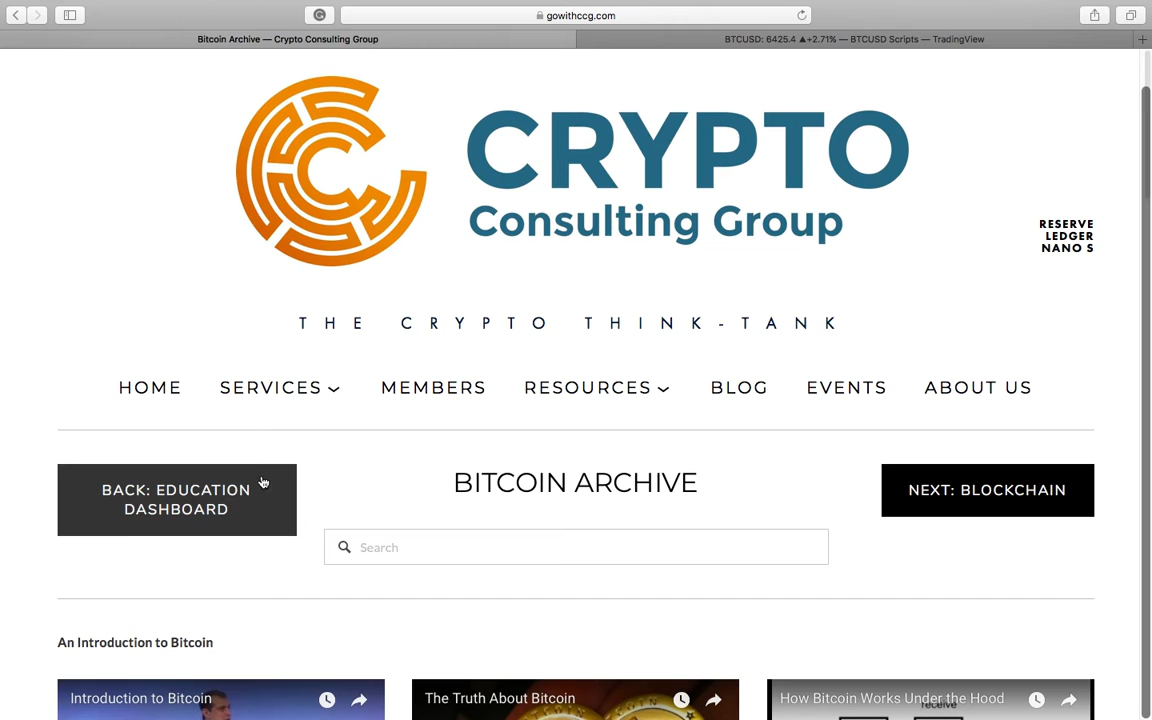 gowithccg.com
Bitcoin Archive — Crypto Consulting Group
BTCUSD: 6425.4 ▲+2.71% — BTCUSD Scripts — TradingView
CRYPTO
Consulting Group
RESERVE
LEDGER
NANO S
THE CRYPTO THINK-TANK
HOME SERVICES MEMBERS RESOURCES BLOG EVENTS ABOUT US
BACK: EDUCATION
DASHBOARD
BITCOIN ARCHIVE
NEXT: BLOCKCHAIN
Search
An Introduction to Bitcoin
Introduction to Bitcoin
The Truth About Bitcoin
How Bitcoin Works Under the Hood
receive